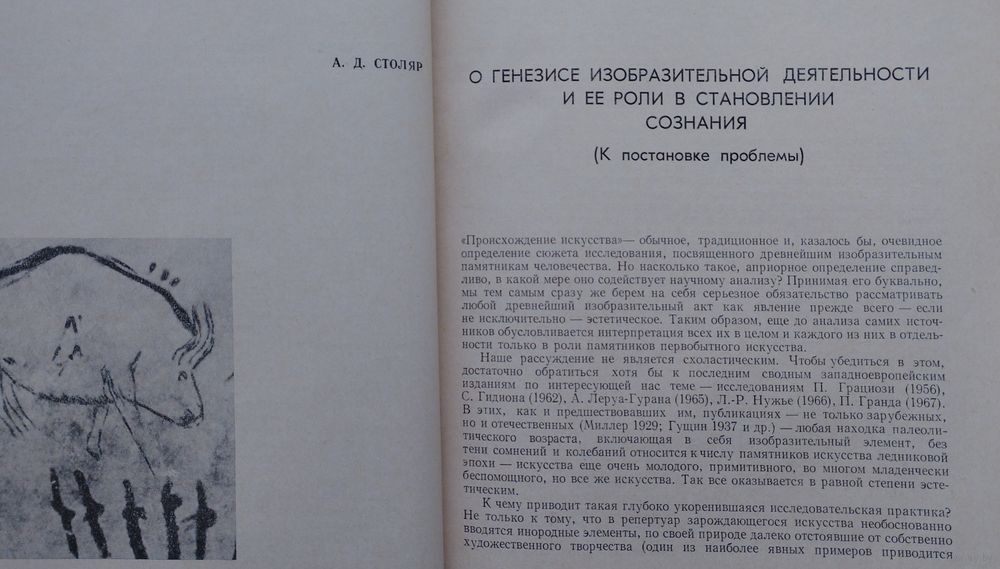 А. Д. СТОЛЯР
О ГЕНЕЗИСЕ ИЗОБРАЗИТЕЛЬНОЙ ДЕЯТЕЛЬНОСТИ
И ЕЕ РОЛИ В СТАНОВЛЕНИИ
СОЗНАНИЯ
(К постановке проблемы)
«Происхождение искусства»— обычное, традиционное и, казалось бы, очевидное
определение сюжета исследования, посвященного древнейшим изобразительным
памятникам человечества. Но насколько такое, априорное определение справед-
ливо, в какой мере оно содействует научному анализу? Принимая его буквально,
мы тем самым сразу же берем на себя серьезное обязательство рассматривать
любой древнейший изобразительный акт как явление прежде всего — если
не исключительно — эстетическое. Таким образом, еще до анализа самих источ-
ников обусловливается интерпретация всех их в целом и каждого из них в отдель-
ности только в роли памятников первобытного искусства.
Наше рассуждение не является схоластическим. Чтобы убедиться в этом,
достаточно обратиться хотя бы к последним сводным западноевропейским
изданиям по интересующей нас теме — исследованиям П. Грациози (1956),
С. Гидиона (1962), А. Леруа-Гурана (1965), Л.-Р. Нужье (1966), П. Гранда (1967).
В этих, как и предшествовавших им, публикациях — не только зарубежных,
но и отечественных (Миллер 1929; Гущин 1937 и др.) — любая находка палеоли-
тического возраста, включающая в себя изобразительный элемент, без
тени сомнений и колебаний относится к числу памятников искусства ледниковой
эпохи — искусства еще очень молодого, примитивного, во многом младенчески
беспомощного, но все же искусства. Так все оказывается в равной степени эсте-
тическим.
К чему приводит такая глубоко укоренившаяся исследовательская практика?
Не только к тому, что в репертуар зарождающегося искусства необоснованно
вводятся инородные элементы, по своей природе далеко отстоявшие от собственно
художественного творчества (один из наиболее явных примеров приводится